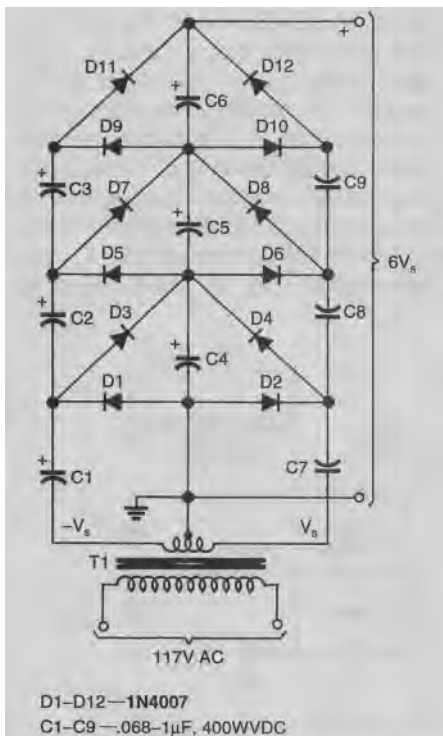 +
D11
D12
+
C6
D9
D10
+
C3
D7
D8
C9
+
C5
D5
D6
6Vs
+
C2
D3
D4
C8
+
C4
D1
D2
+
C1
C7
–Vs
Vs
T1
117V AC
D1–D12—1N4007
C1–C9—.068–1μF, 400WVDC